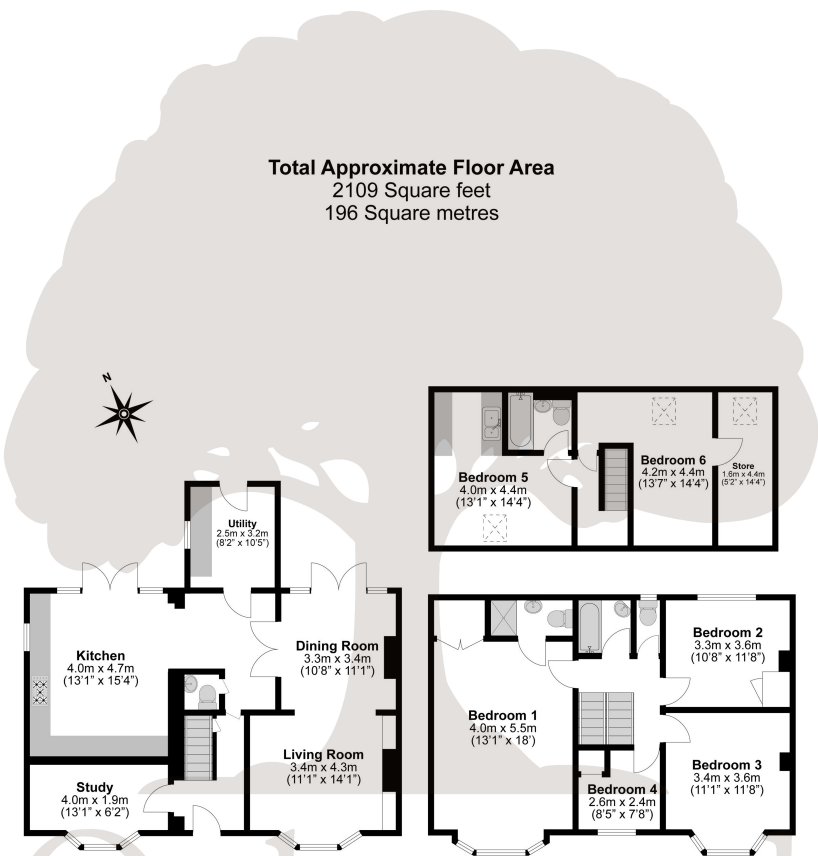 Total Approximate Floor Area
2109 Square feet
196 Square metres
N
Bedroom 5
4.0m x 4.4m
(13'1" x 14'4")
Bedroom 6
4.2m x 4.4m
(13'7" x 14'4")
Store
1.6m x 4.4m
(5'2" x 14'4")
Utility
2.5m x 3.2m
(8'2" x 10'5")
Kitchen
4.0m x 4.7m
(13'1" x 15'4")
Dining Room
3.3m x 3.4m
(10'8" x 11'1")
Living Room
3.4m x 4.3m
(11'1" x 14'1")
Study
4.0m x 1.9m
(13'1" x 6'2")
Bedroom 1
4.0m x 5.5m
(13'1" x 18')
Bedroom 2
3.3m x 3.6m
(10'8" x 11'8")
Bedroom 3
3.4m x 3.6m
(11'1" x 11'8")
Bedroom 4
2.6m x 2.4m
(8'5" x 7'8")